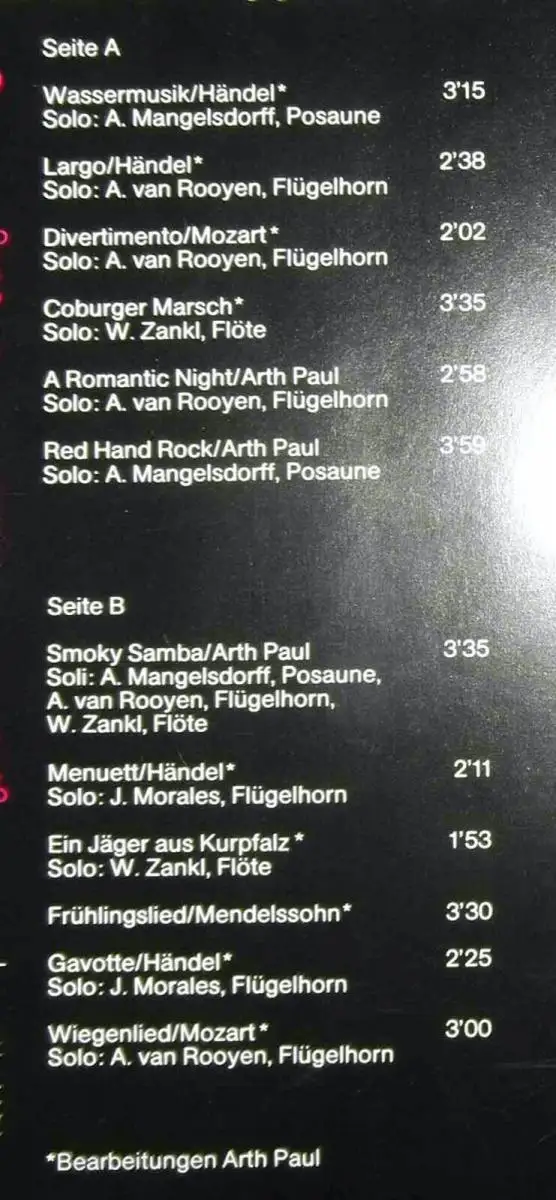 Seite A
Wassermusik/Händel* 3'15
Solo: A. Mangelsdorff, Posaune
Largo/Händel* 2'38
Solo: A. van Rooyen, Flügelhorn
Divertimento/Mozart* 2'02
Solo: A. van Rooyen, Flügelhorn
Coburger Marsch* 3'35
Solo: W. Zankl, Flöte
A Romantic Night/Arth Paul 2'58
Solo: A. van Rooyen, Flügelhorn
Red Hand Rock/Arth Paul 3'59
Solo: A. Mangelsdorff, Posaune
Seite B
Smoky Samba/Arth Paul 3'35
Soli: A. Mangelsdorff, Posaune,
A. van Rooyen, Flügelhorn,
W. Zankl, Flöte
Menuett/Händel* 2'11
Solo: J. Morales, Flügelhorn
Ein Jäger aus Kurpfalz* 1'53
Solo: W. Zankl, Flöte
Frühlingslied/Mendelssohn* 3'30
Gavotte/Händel* 2'25
Solo: J. Morales, Flügelhorn
Wiegenlied/Mozart* 3'00
Solo: A. van Rooyen, Flügelhorn
*Bearbeitungen Arth Paul